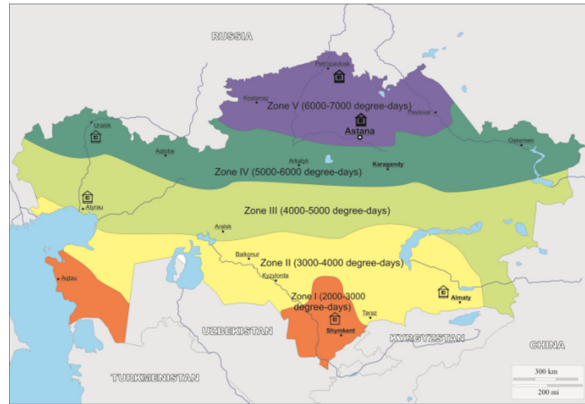 RUSSIA
Petropavlovsk
Kostanay
Zone V (6000-7000 degree-days)
Pavlodar
Astana
Uralsk
Aqtobe
Arkalyk
Karagandy
Oskemen
Zone IV (5000-6000 degree-days)
Atyrau
Zone III (4000-5000 degree-days)
Aralsk
Baikonur
Zone II (3000-4000 degree-days)
Kyzylorda
Aqtau
Zone I (2000-3000
degree-days)
Almaty
Taraz
Shymkent
UZBEKISTAN
KYRGYZSTAN
CHINA
TURKMENISTAN
300 km
200 mi